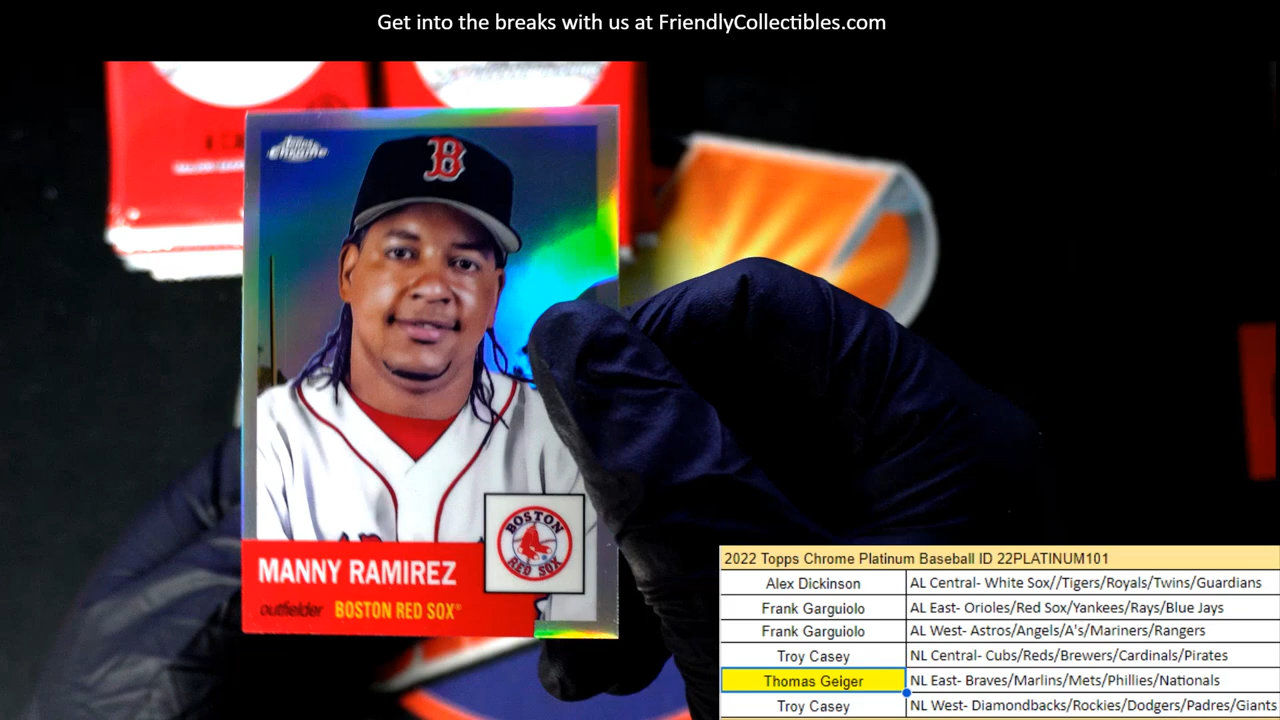 Get into the breaks with us at FriendlyCollectibles.com
Topps
Chrome
B
BOSTON
RED SOX
MANNY RAMIREZ
outfielder BOSTON RED SOX
2022 Topps Chrome Platinum Baseball ID 22PLATINUM101
Alex Dickinson AL Central- White Sox//Tigers/Royals/Twins/Guardians
Frank Garguiolo AL East- Orioles/Red Sox/Yankees/Rays/Blue Jays
Frank Garguiolo AL West- Astros/Angels/A's/Mariners/Rangers
Troy Casey NL Central- Cubs/Reds/Brewers/Cardinals/Pirates
Thomas Geiger NL East- Braves/Marlins/Mets/Phillies/Nationals
Troy Casey NL West- Diamondbacks/Rockies/Dodgers/Padres/Giants